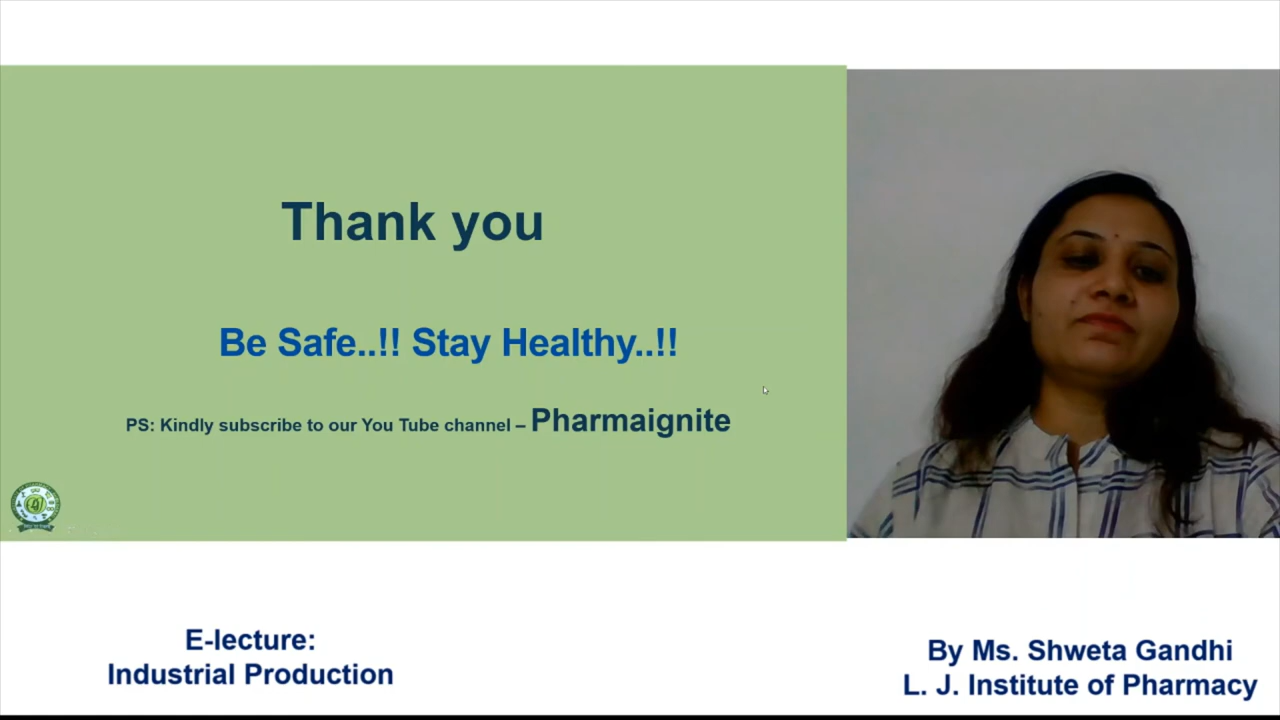 Thank you
Be Safe..!! Stay Healthy..!!
PS: Kindly subscribe to our You Tube channel – Pharmaignite
E-lecture:
Industrial Production
By Ms. Shweta Gandhi
L. J. Institute of Pharmacy